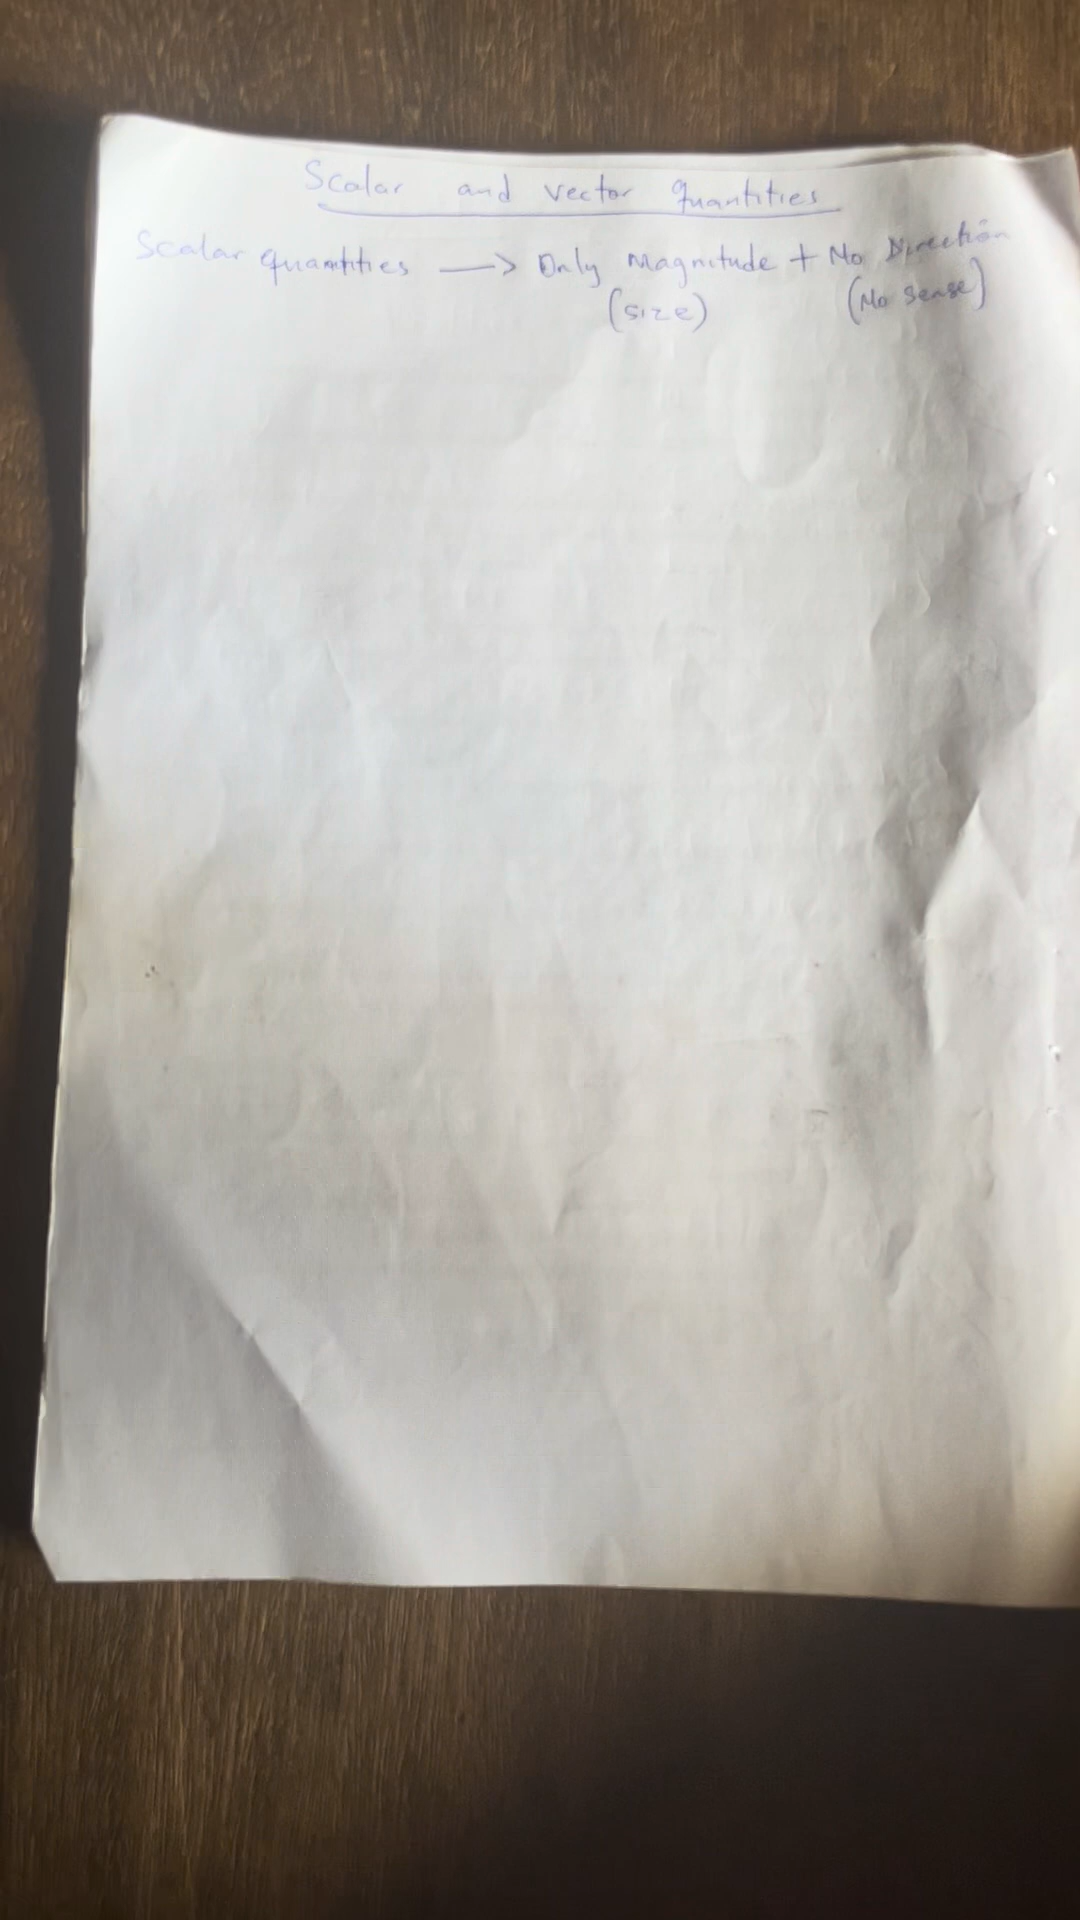 Scalar and vector quantities
Scalar quantities —> Only magnitude + No Direction
(size) (No sense)